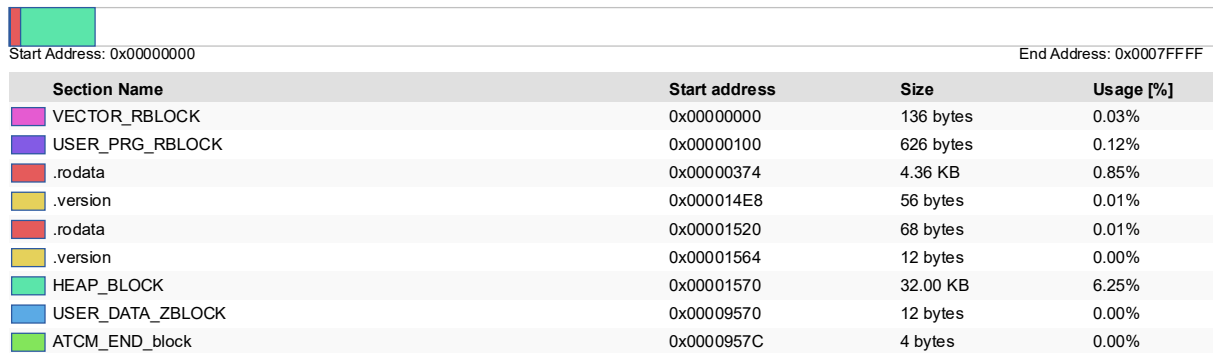 Start Address: 0x00000000 End Address: 0x0007FFFF
Section Name Start address Size Usage [%]
VECTOR_RBLOCK 0x00000000 136 bytes 0.03%
USER_PRG_RBLOCK 0x00000100 626 bytes 0.12%
.rodata 0x00000374 4.36 KB 0.85%
.version 0x000014E8 56 bytes 0.01%
.rodata 0x00001520 68 bytes 0.01%
.version 0x00001564 12 bytes 0.00%
HEAP_BLOCK 0x00001570 32.00 KB 6.25%
USER_DATA_ZBLOCK 0x00009570 12 bytes 0.00%
ATCM_END_block 0x0000957C 4 bytes 0.00%